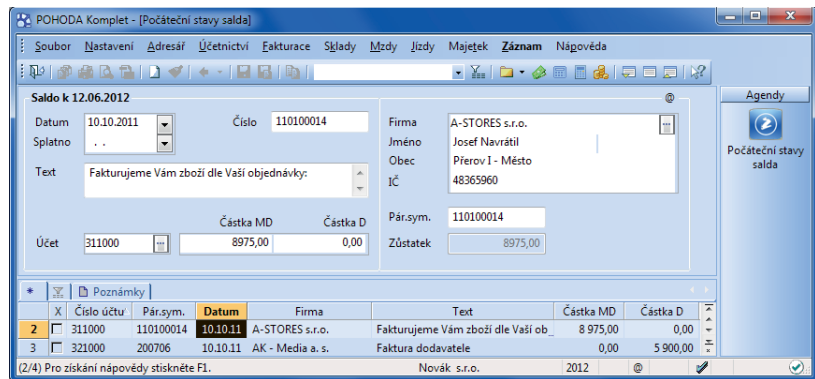 POHODA Komplet - [Počáteční stavy salda]
Soubor Nastavení Adresář Účetnictví Fakturace Sklady Mzdy Jízdy Majetek Záznam Nápověda
Saldo k 12.06.2012 @
Agendy
Datum 10.10.2011 Číslo 110100014 Firma A-STORES s.r.o.
Splatno . . Jméno Josef Navrátil
Obec Přerov I - Město
Počáteční stavy salda
Text Fakturujeme Vám zboží dle Vaší objednávky: IČ 48365960
Částka MD Částka D Pár.sym. 110100014
Účet 311000 8975,00 0,00 Zůstatek 8975,00
* Poznámky
X Číslo účtu Pár.sym. Datum Firma Text Částka MD Částka D
2 311000 110100014 10.10.11 A-STORES s.r.o. Fakturujeme Vám zboží dle Vaší ob_ 8 975,00 0,00
3 321000 200706 10.10.11 AK - Media a. s. Faktura dodavatele 0,00 5 900,00
(2/4) Pro získání nápovědy stiskněte F1. Novák s.r.o. 2012 @